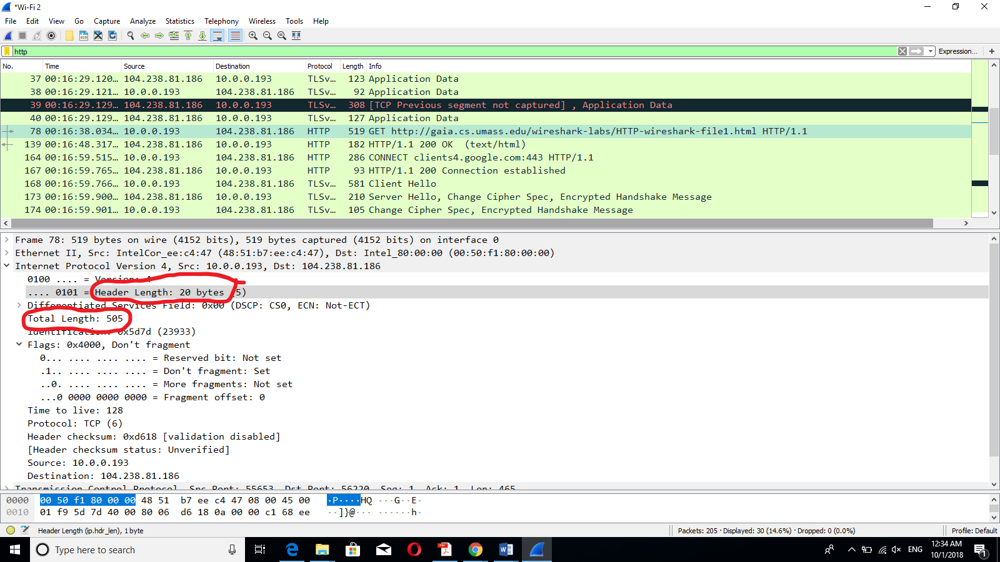 *Wi-Fi 2
File Edit View Go Capture Analyze Statistics Telephony Wireless Tools Help
http Expression... +
No. Time Source Destination Protocol Length Info
37 00:16:29.120... 104.238.81.186 10.0.0.193 TLSv... 123 Application Data
38 00:16:29.121... 10.0.0.193 104.238.81.186 TLSv... 92 Application Data
39 00:16:29.129... 104.238.81.186 10.0.0.193 TLSv... 308 [TCP Previous segment not captured] , Application Data
40 00:16:29.129... 104.238.81.186 10.0.0.193 TLSv... 127 Application Data
78 00:16:38.034... 10.0.0.193 104.238.81.186 HTTP 519 GET http://gaia.cs.umass.edu/wireshark-labs/HTTP-wireshark-file1.html HTTP/1.1
139 00:16:48.317... 104.238.81.186 10.0.0.193 HTTP 182 HTTP/1.1 200 OK (text/html)
164 00:16:59.515... 10.0.0.193 104.238.81.186 HTTP 286 CONNECT clients4.google.com:443 HTTP/1.1
167 00:16:59.765... 104.238.81.186 10.0.0.193 HTTP 93 HTTP/1.1 200 Connection established
168 00:16:59.766... 10.0.0.193 104.238.81.186 TLSv... 581 Client Hello
173 00:16:59.900... 104.238.81.186 10.0.0.193 TLSv... 210 Server Hello, Change Cipher Spec, Encrypted Handshake Message
174 00:16:59.901... 10.0.0.193 104.238.81.186 TLSv... 105 Change Cipher Spec, Encrypted Handshake Message
Frame 78: 519 bytes on wire (4152 bits), 519 bytes captured (4152 bits) on interface 0
Ethernet II, Src: IntelCor_ee:c4:47 (48:51:b7:ee:c4:47), Dst: Intel_80:00:00 (00:50:f1:80:00:00)
Internet Protocol Version 4, Src: 10.0.0.193, Dst: 104.238.81.186
0100 .... = Version: 4
.... 0101 = Header Length: 20 bytes (5)
Differentiated Services Field: 0x00 (DSCP: CS0, ECN: Not-ECT)
Total Length: 505
Identification: 0x5d7d (23933)
Flags: 0x4000, Don't fragment
0... .... .... .... = Reserved bit: Not set
.1.. .... .... .... = Don't fragment: Set
..0. .... .... .... = More fragments: Not set
...0 0000 0000 0000 = Fragment offset: 0
Time to live: 128
Protocol: TCP (6)
Header checksum: 0xd618 [validation disabled]
[Header checksum status: Unverified]
Source: 10.0.0.193
Destination: 104.238.81.186
Transmission Control Protocol, Src Port: 55653, Dst Port: 56220, Seq: 1, Ack: 1, Len: 465
0000 00 50 f1 80 00 00 48 51 b7 ee c4 47 08 00 45 00 ·P····HQ ···G··E·
0010 01 f9 5d 7d 40 00 80 06 d6 18 0a 00 00 c1 68 ee ··]}@··· ······h·
Header Length (ip.hdr_len), 1 byte Packets: 205 · Displayed: 30 (14.6%) · Dropped: 0 (0.0%) Profile: Default
Type here to search ENG 12:34 AM
10/1/2018 1